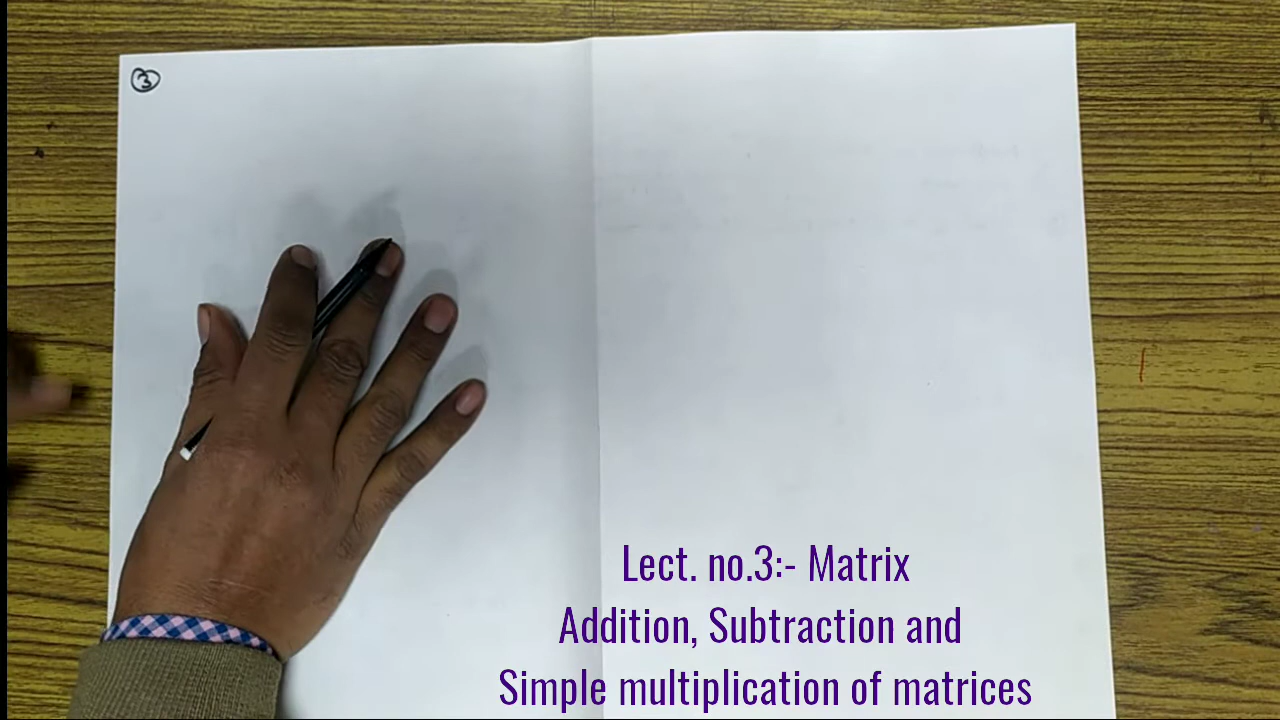 3
Lect. no.3:- Matrix
Addition, Subtraction and
Simple multiplication of matrices